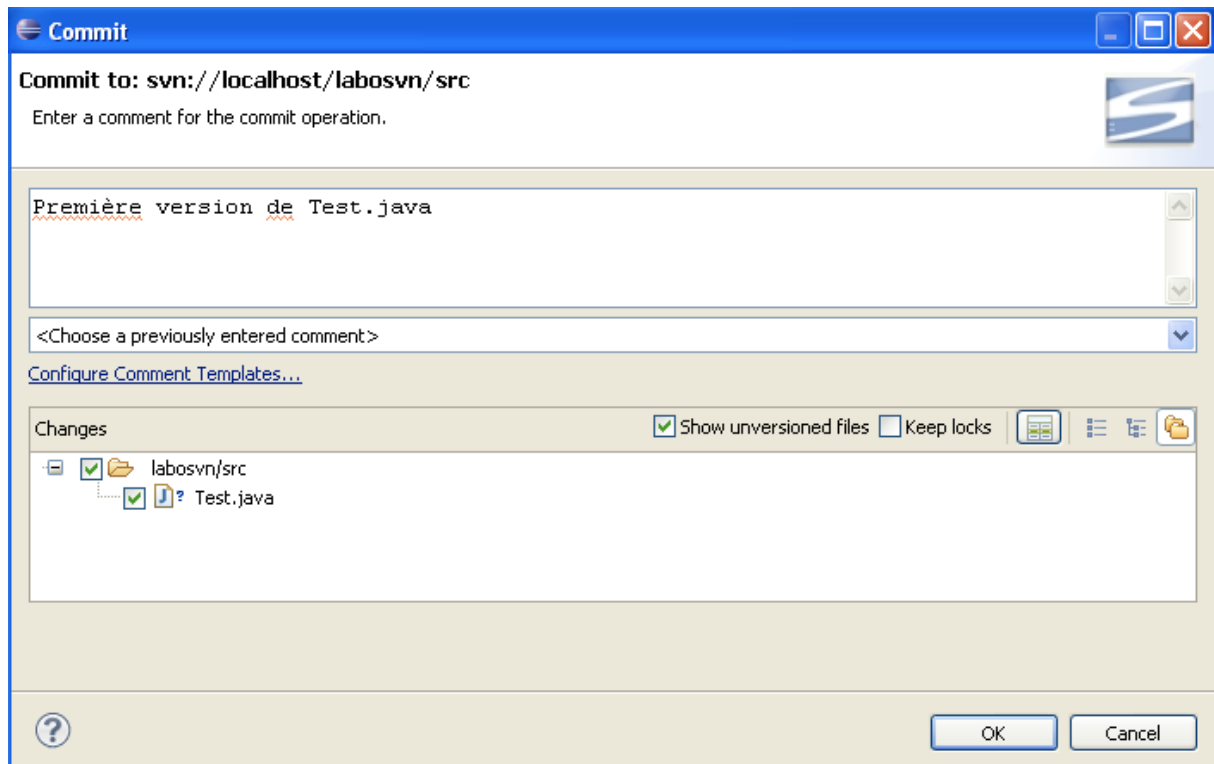 Commit
Commit to: svn://localhost/labosvn/src
Enter a comment for the commit operation.
Première version de Test.java
<Choose a previously entered comment>
Configure Comment Templates...
Changes
Show unversioned files
Keep locks
labosvn/src
J? Test.java
?
OK
Cancel